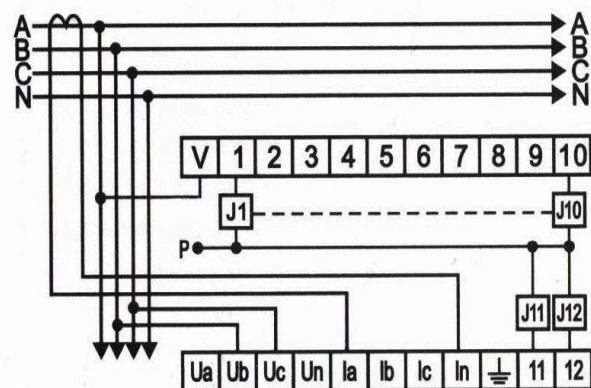 A A
B B
C C
N N
V 1 2 3 4 5 6 7 8 9 10
J1 J10
P
J11 J12
Ua Ub Uc Un Ia Ib Ic In 11 12